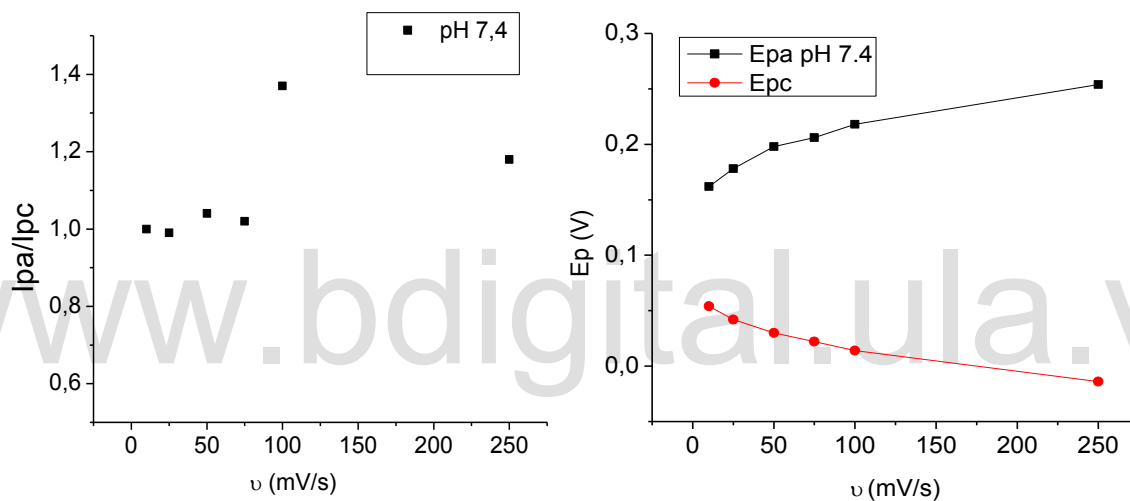 pH 7,4
1,4
1,2
1,0
0,8
0,6
Ipa/Ipc
0
50
100
150
200
250
υ (mV/s)
0,3
0,2
0,1
0,0
Ep (V)
Epa pH 7.4
Epc
0
50
100
150
200
250
υ (mV/s)
www.bdigital.ula.v